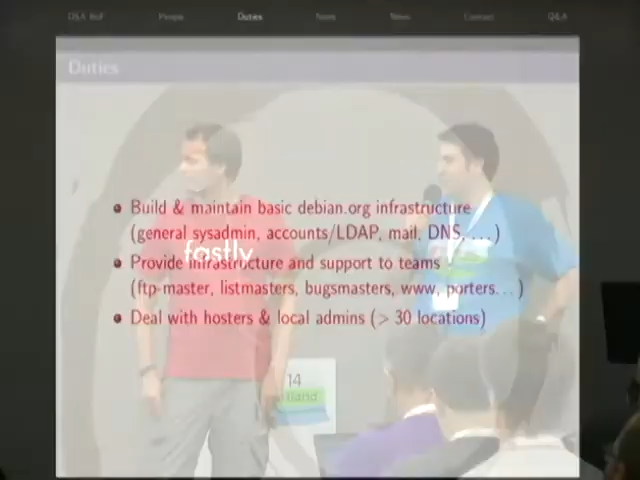 DSA BoF People Duties News Contact Q&A
Duties
Build & maintain basic debian.org infrastructure
(general sysadmin, accounts/LDAP, mail, DNS, ...)
Provide infrastructure and support to teams
(ftp-master, listmasters, bugsmasters, www, porters...)
Deal with hosters & local admins (> 30 locations)
fastly
14